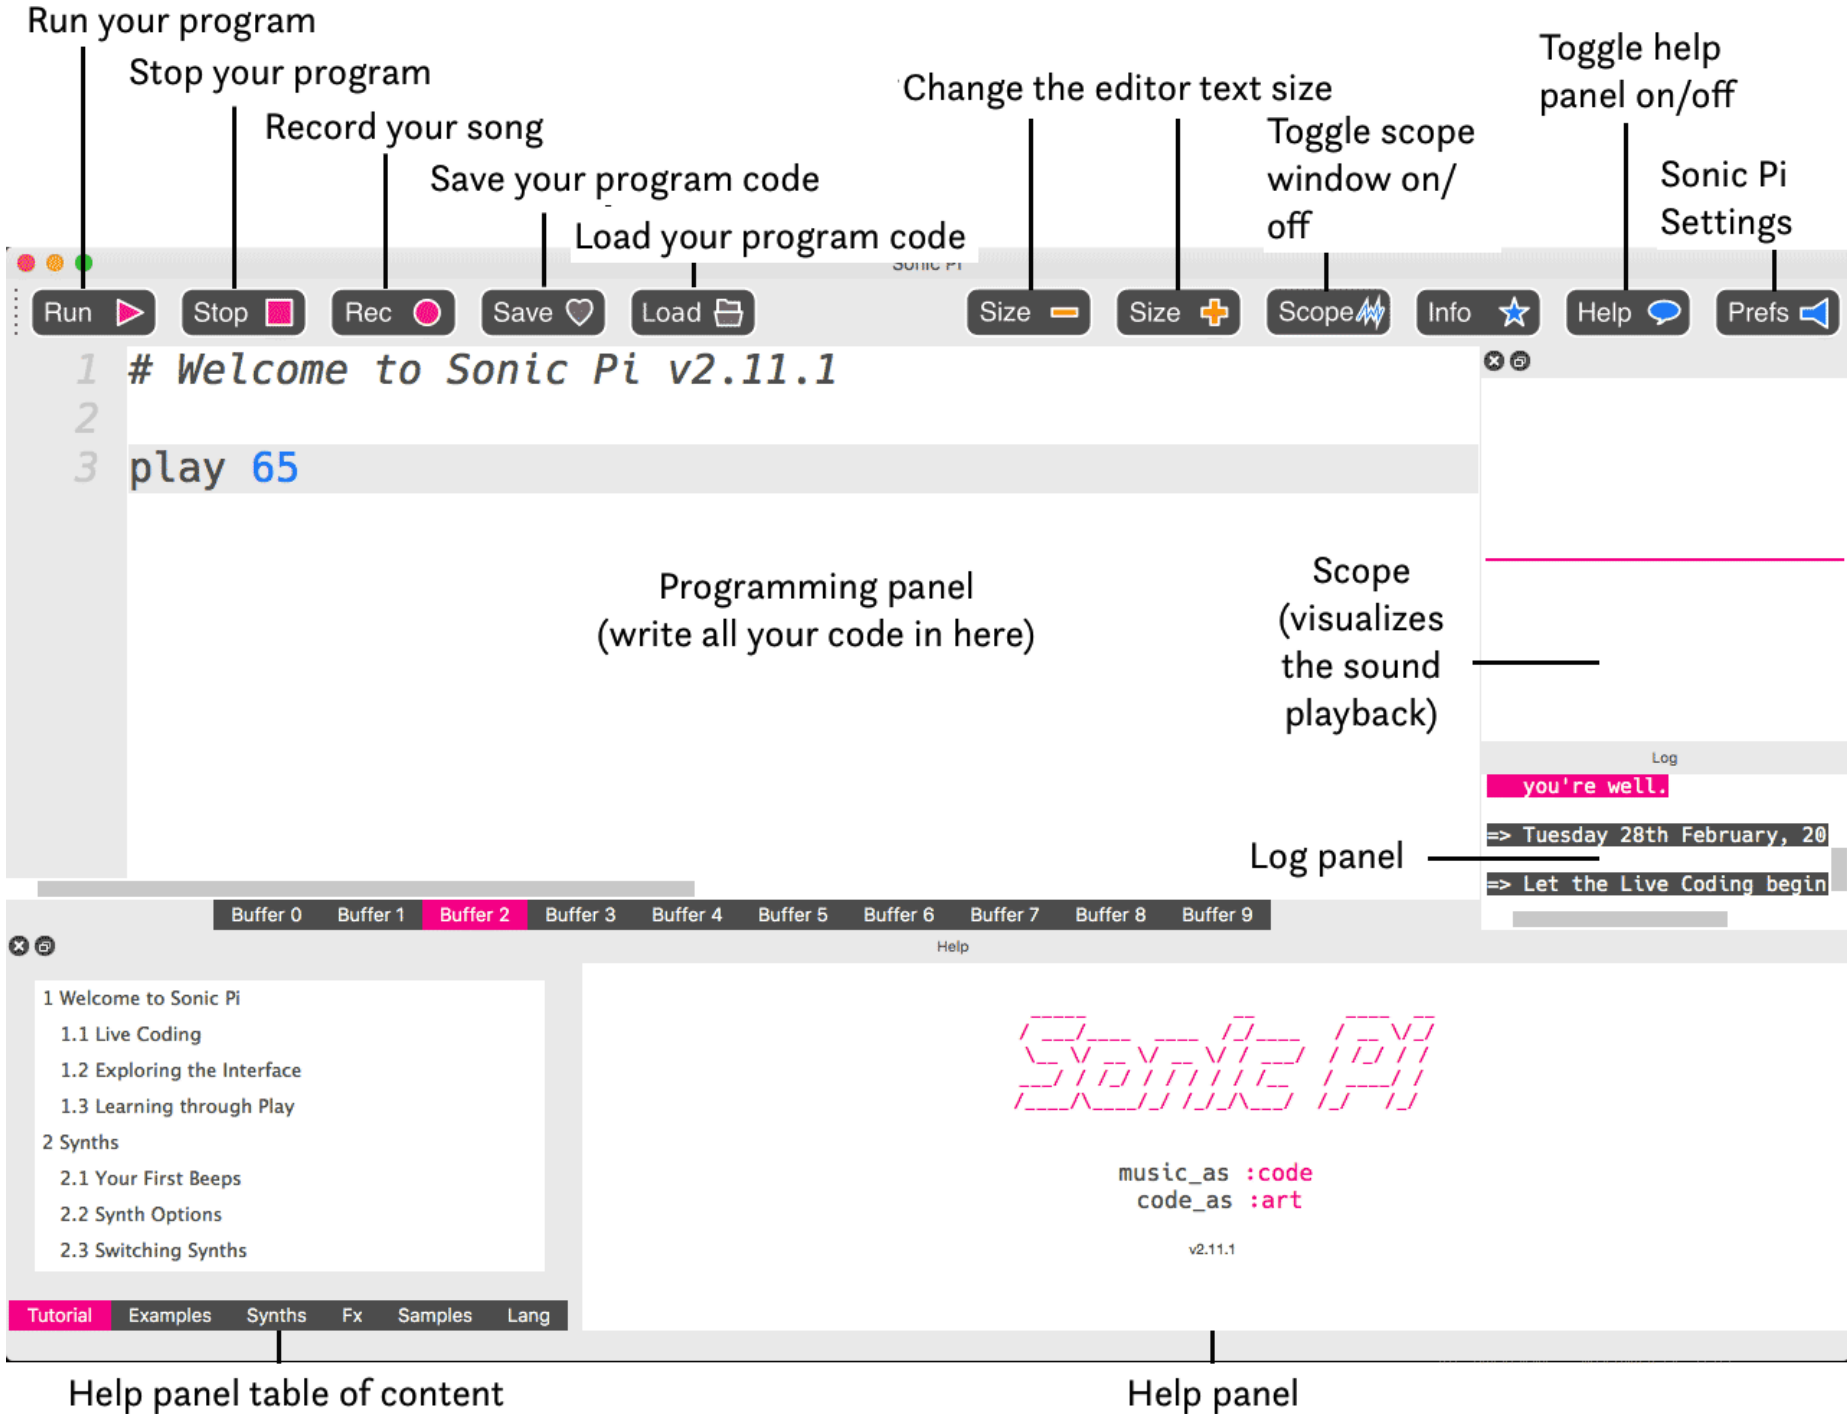 Run your program
Stop your program
Record your song
Save your program code
Load your program code
Change the editor text size
Toggle scope
window on/
off
Toggle help
panel on/off
Sonic Pi
Settings
Sonic Pi
Run
Stop
Rec
Save
Load
Size
Size
Scope
Info
Help
Prefs
1 # Welcome to Sonic Pi v2.11.1
2
3 play 65
Programming panel
(write all your code in here)
Scope
(visualizes
the sound
playback)
Log
you're well.
=> Tuesday 28th February, 20
Log panel
=> Let the Live Coding begin
Buffer 0 Buffer 1 Buffer 2 Buffer 3 Buffer 4 Buffer 5 Buffer 6 Buffer 7 Buffer 8 Buffer 9
Help
1 Welcome to Sonic Pi
1.1 Live Coding
1.2 Exploring the Interface
1.3 Learning through Play
2 Synths
2.1 Your First Beeps
2.2 Synth Options
2.3 Switching Synths
Tutorial Examples Synths Fx Samples Lang
Sonic Pi
music_as :code
code_as :art
v2.11.1
Help panel table of content
Help panel